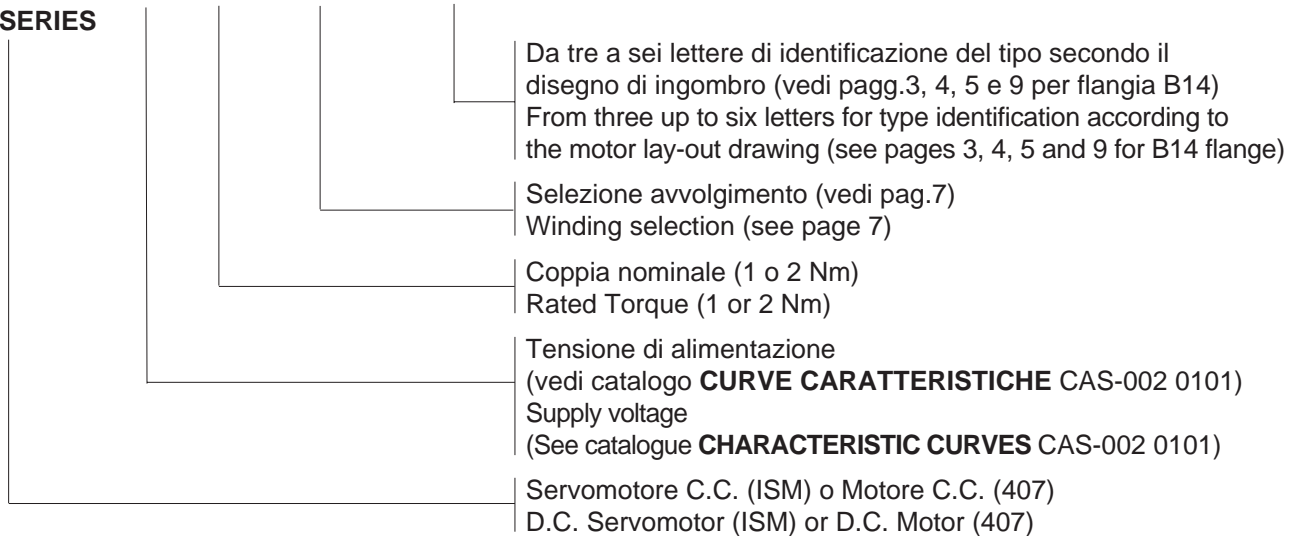 SERIES
Da tre a sei lettere di identificazione del tipo secondo il
disegno di ingombro (vedi pagg.3, 4, 5 e 9 per flangia B14)
From three up to six letters for type identification according to
the motor lay-out drawing (see pages 3, 4, 5 and 9 for B14 flange)
Selezione avvolgimento (vedi pag.7)
Winding selection (see page 7)
Coppia nominale (1 o 2 Nm)
Rated Torque (1 or 2 Nm)
Tensione di alimentazione
(vedi catalogo CURVE CARATTERISTICHE CAS-002 0101)
Supply voltage
(See catalogue CHARACTERISTIC CURVES CAS-002 0101)
Servomotore C.C. (ISM) o Motore C.C. (407)
D.C. Servomotor (ISM) or D.C. Motor (407)